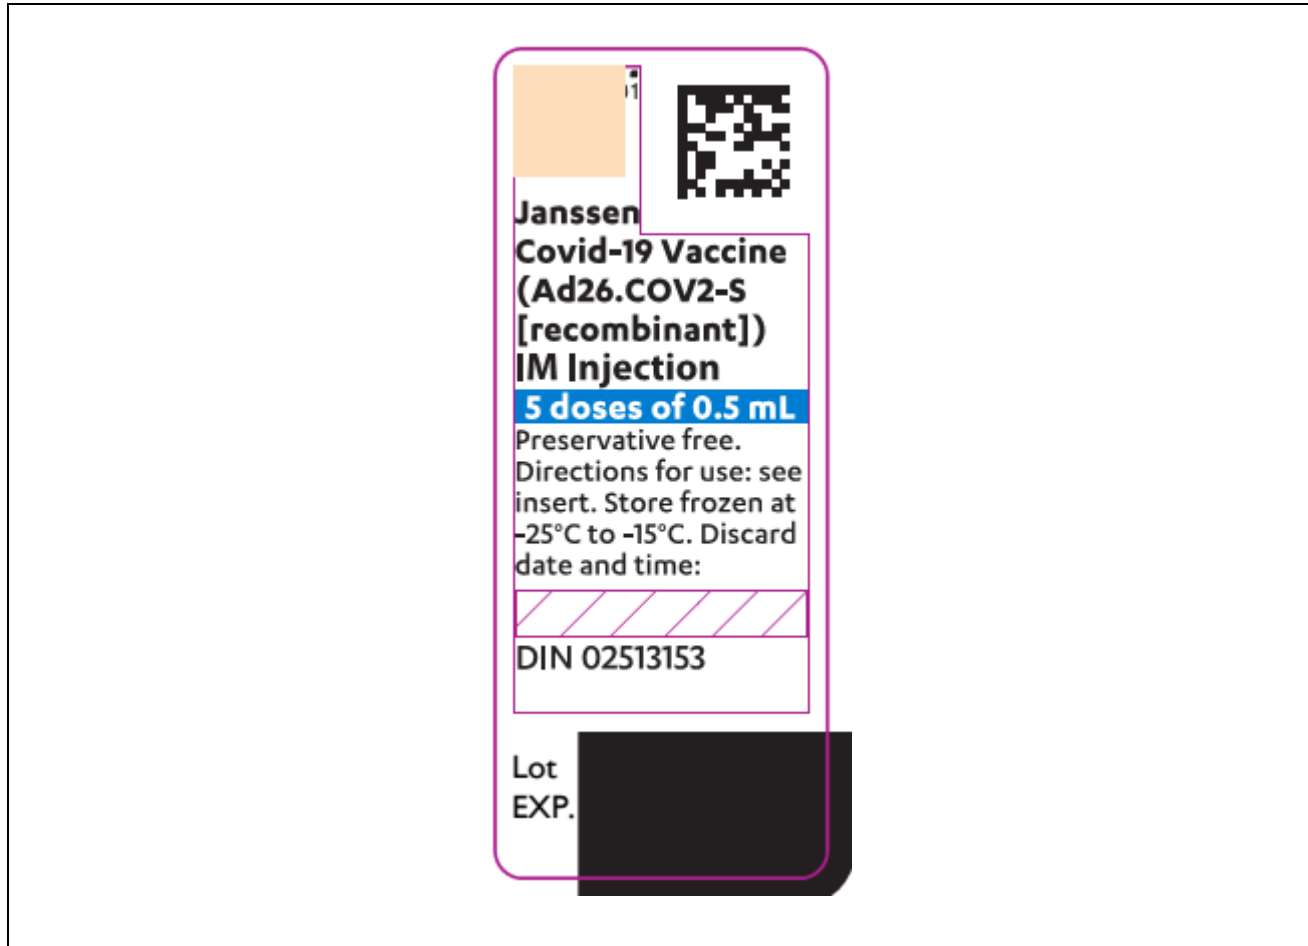 Janssen
Covid-19 Vaccine
(Ad26.COV2-S
[recombinant])
IM Injection
5 doses of 0.5 mL
Preservative free.
Directions for use: see
insert. Store frozen at
-25°C to -15°C. Discard
date and time:
DIN 02513153
Lot
EXP.